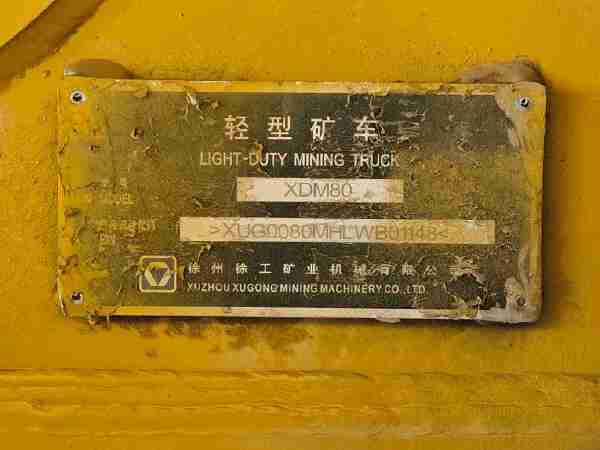 轻型矿车
LIGHT-DUTY MINING TRUCK
XDM80
>XUG0080MHLWB01148<
徐州徐工矿业机械有限公司
XUZHOU XUGONG MINING MACHINERY CO.,LTD.